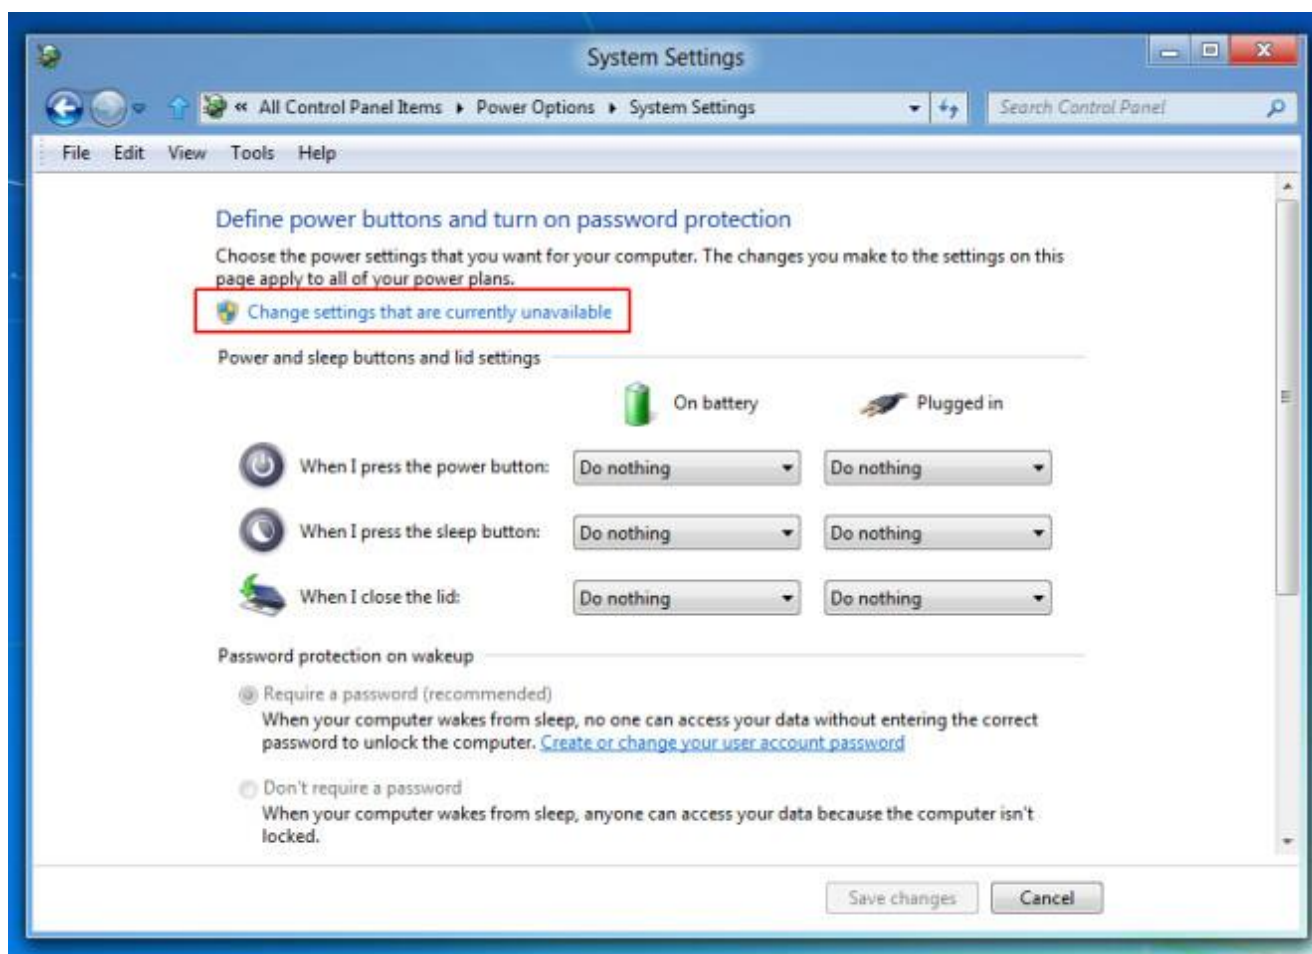 System Settings
« All Control Panel Items ▸ Power Options ▸ System Settings
Search Control Panel
File Edit View Tools Help
Define power buttons and turn on password protection
Choose the power settings that you want for your computer. The changes you make to the settings on this
page apply to all of your power plans.
Change settings that are currently unavailable
Power and sleep buttons and lid settings
On battery Plugged in
When I press the power button: Do nothing Do nothing
When I press the sleep button: Do nothing Do nothing
When I close the lid: Do nothing Do nothing
Password protection on wakeup
Require a password (recommended)
When your computer wakes from sleep, no one can access your data without entering the correct
password to unlock the computer. Create or change your user account password
Don't require a password
When your computer wakes from sleep, anyone can access your data because the computer isn't
locked.
Save changes Cancel